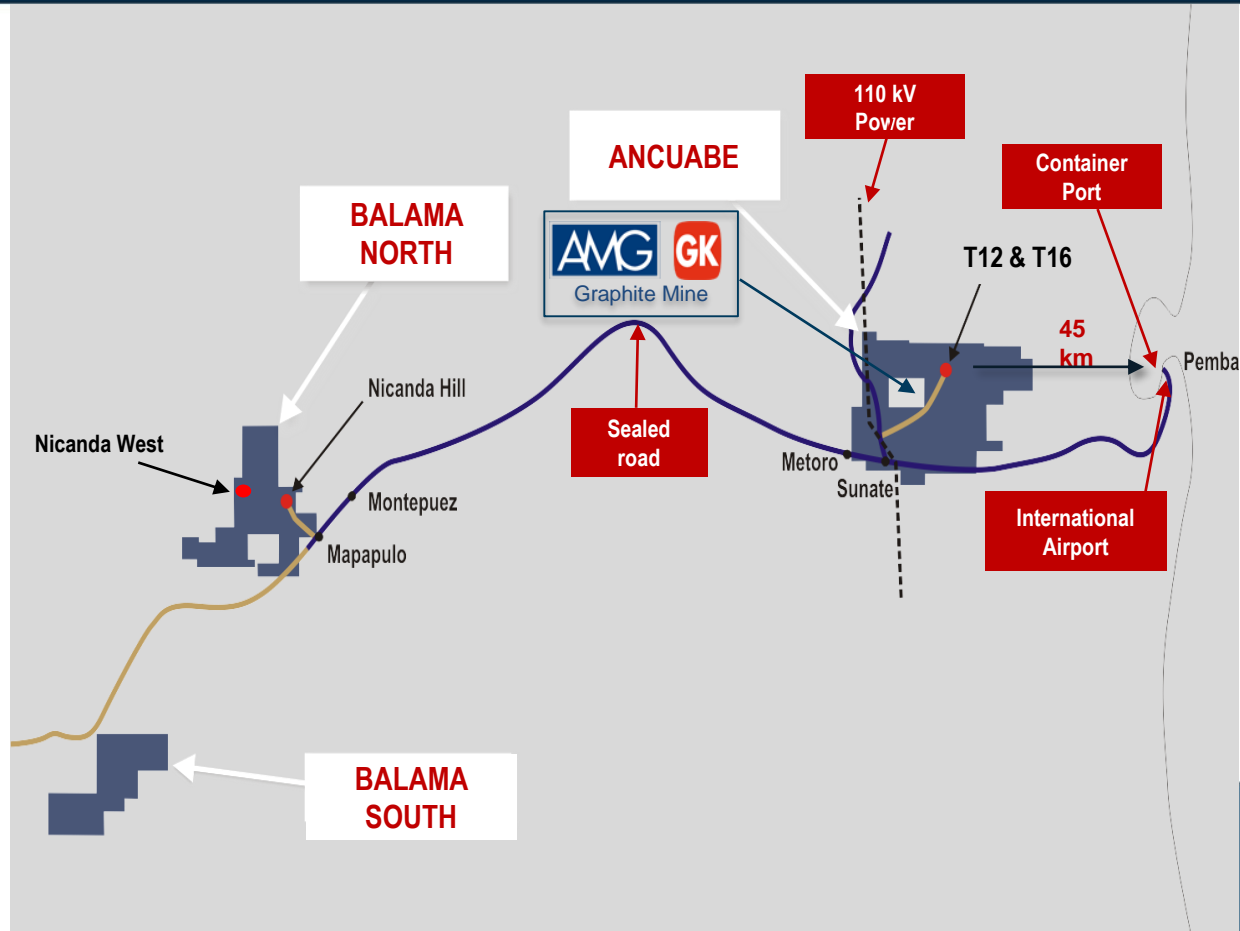 110 kV
Power
ANCUABE
Container
Port
BALAMA
NORTH
AMG GK
Graphite Mine
T12 & T16
45
km
Pemba
Nicanda Hill
Sealed
road
Nicanda West
Metoro
Sunate
Montepuez
International
Airport
Mapapulo
BALAMA
SOUTH